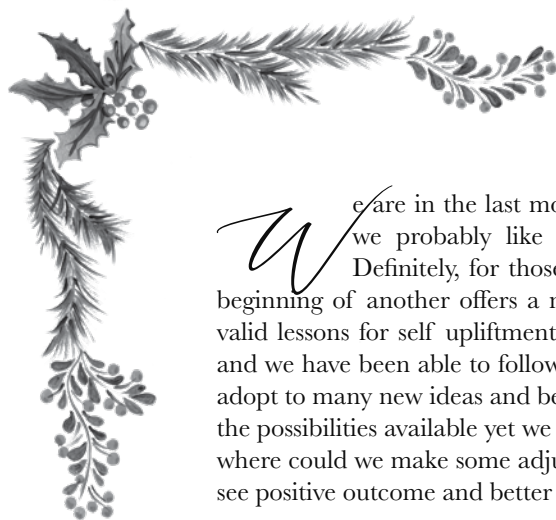 We are in the last mo
we probably like
Definitely, for those
beginning of another offers a r
valid lessons for self upliftment
and we have been able to follow
adopt to many new ideas and be
the possibilities available yet we
where could we make some adju
see positive outcome and better